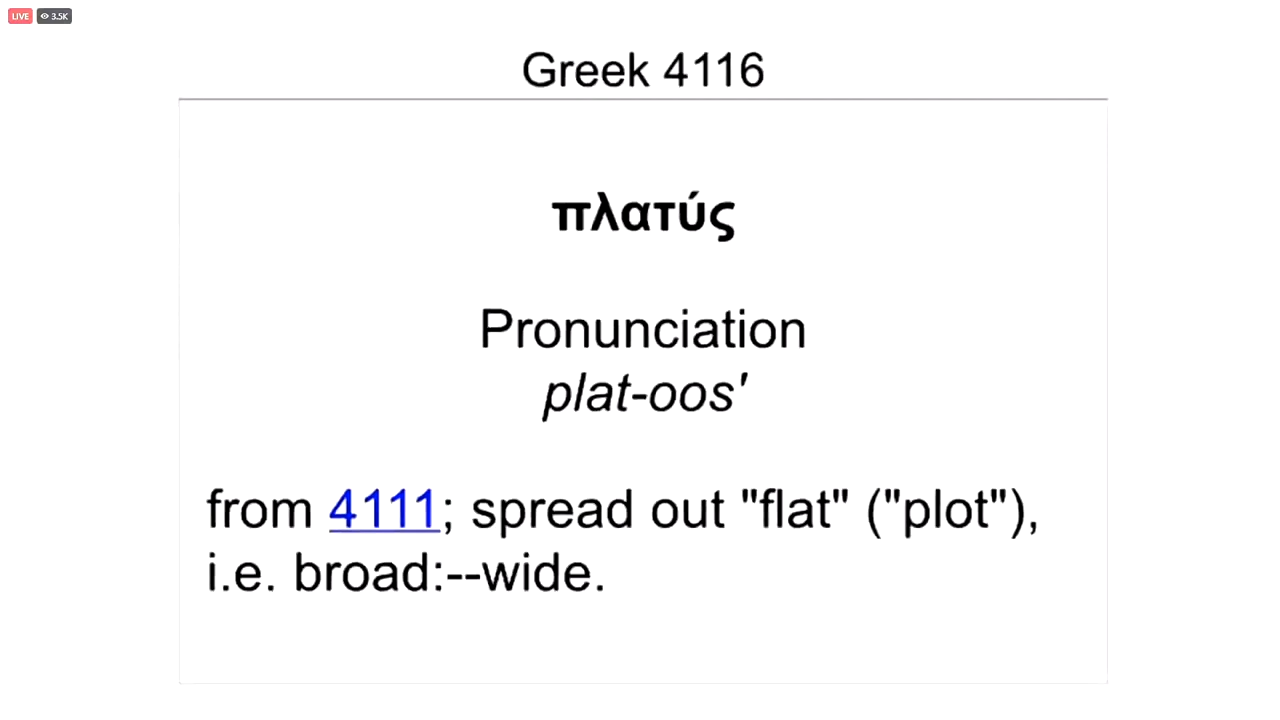 LIVE 3.5K
Greek 4116
πλατύς
Pronunciation
plat-oos'
from 4111; spread out "flat" ("plot"),
i.e. broad:--wide.